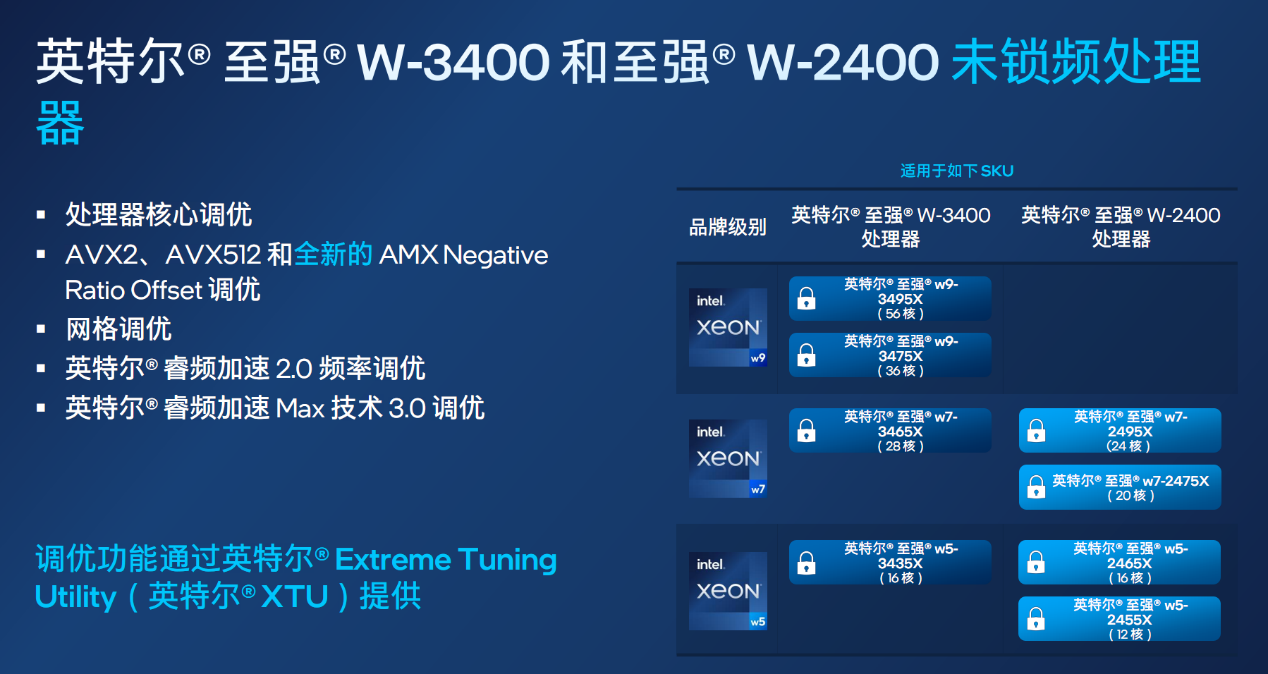 英特尔® 至强® W-3400 和至强® W-2400 未锁频处理
器
▪ 处理器核心调优
▪ AVX2、AVX512 和全新的 AMX Negative
Ratio Offset 调优
▪ 网格调优
▪ 英特尔® 睿频加速 2.0 频率调优
▪ 英特尔® 睿频加速 Max 技术 3.0 调优
调优功能通过英特尔® Extreme Tuning
Utility（英特尔® XTU）提供
适用于如下 SKU
品牌级别
英特尔® 至强® W-3400
处理器
英特尔® 至强® W-2400
处理器
intel.
XEON
w9
英特尔® 至强® w9-
3495X
（56 核）
英特尔® 至强® w9-
3475X
（36 核）
intel.
XEON
w7
英特尔® 至强® w7-
3465X
（28 核）
英特尔® 至强® w7-
2495X
（24 核）
英特尔® 至强® w7-2475X
（20 核）
intel.
XEON
w5
英特尔® 至强® w5-
3435X
（16 核）
英特尔® 至强® w5-
2465X
（16 核）
英特尔® 至强® w5-
2455X
（12 核）